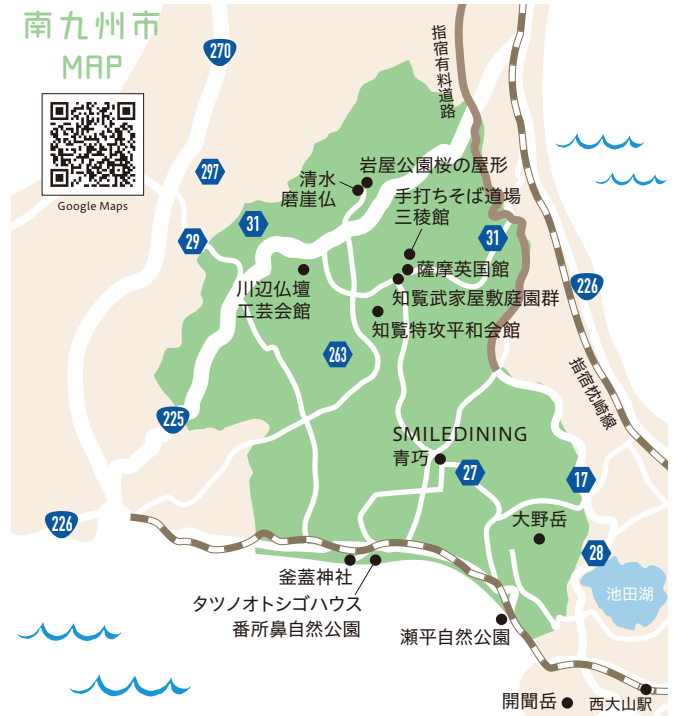 南九州市
MAP
Google Maps
270
指宿有料道路
297
岩屋公園桜の屋形
清水
磨崖仏
手打ちそば道場
三稜館
31
29
31
薩摩英国館
226
川辺仏壇
工芸会館
知覧武家屋敷庭園群
知覧特攻平和会館
263
指宿枕崎線
225
SMILEDINING
青巧
27
17
226
大野岳
28
釜蓋神社
池田湖
タツノオトシゴハウス
番所鼻自然公園
瀬平自然公園
開聞岳
西大山駅